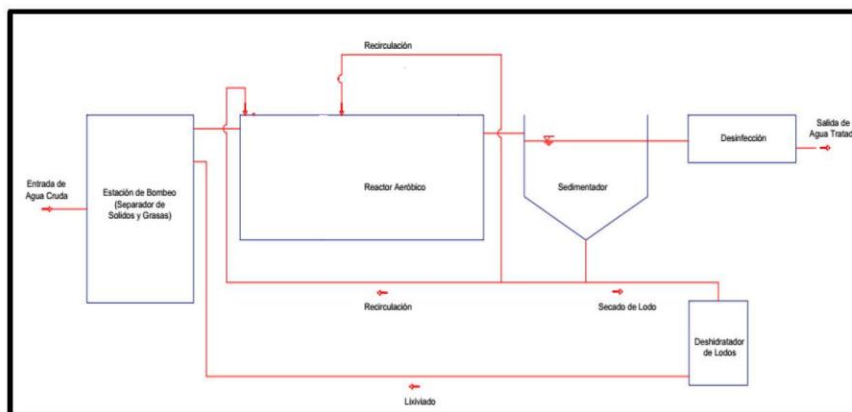 Recirculación
Salida de
Agua Tratad
Desinfección
Entrada de
Agua Cruda
Estación de Bombeo
(Separador de
Solidos y Grasas)
Reactor Aeróbico
Sedimentador
Recirculación
Secado de Lodo
Deshidratador
de Lodos
Lixiviado